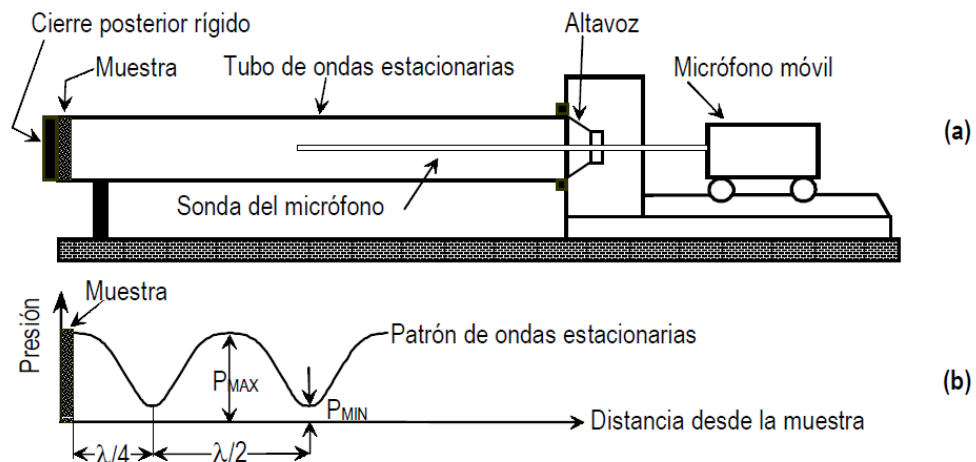 Cierre posterior rígido
Altavoz
Muestra
Tubo de ondas estacionarias
Micrófono móvil
(a)
Sonda del micrófono
Muestra
Presión
Patrón de ondas estacionarias
PMAX
(b)
PMIN
Distancia desde la muestra
λ/4
λ/2